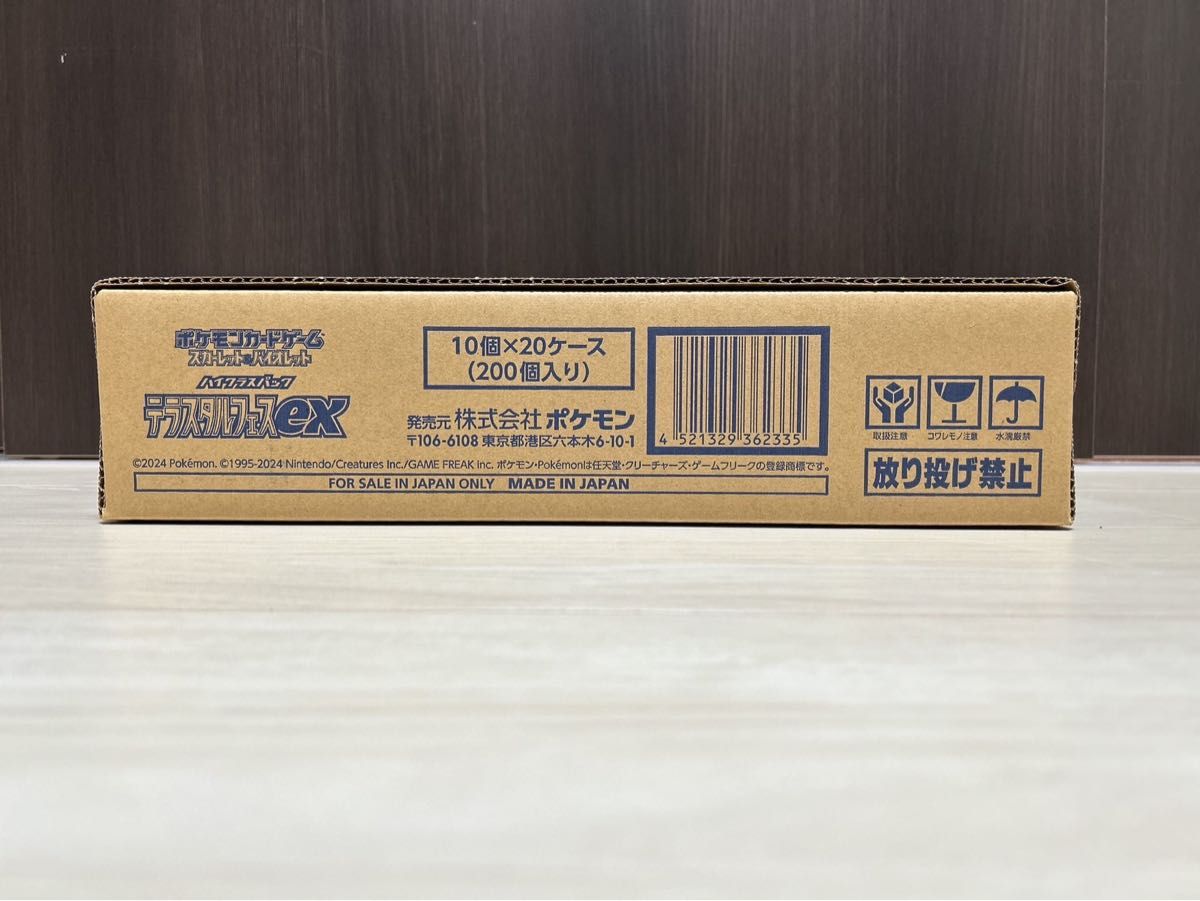 ポケモンカードゲーム
スカーレット&バイオレット
ハイクラスパック
テラスタルフェスex
10個×20ケース
(200個入り)
発売元 株式会社 ポケモン
〒106-6108 東京都港区六本木6-10-1
4 521329 362335
©2024 Pokémon. ©1995-2024 Nintendo/Creatures Inc./GAME FREAK inc. ポケモン・Pokémonは任天堂・クリーチャーズ・ゲームフリークの登録商標です。
FOR SALE IN JAPAN ONLY MADE IN JAPAN
取扱注意 コワレモノ注意 水濡厳禁
放り投げ禁止